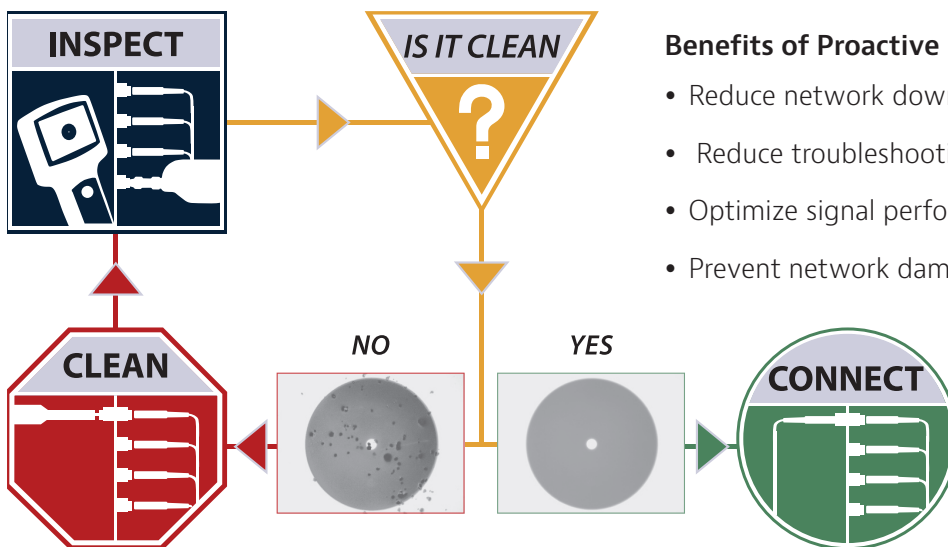 INSPECT
IS IT CLEAN
?
Benefits of Proactive
• Reduce network dow
• Reduce troubleshooti
• Optimize signal perfo
• Prevent network dam
NO
YES
CLEAN
CONNECT